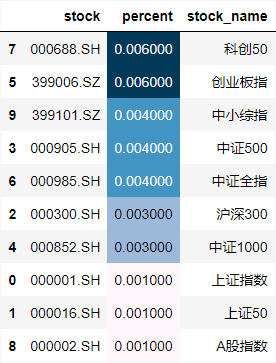 stock percent stock_name
7 000688.SH 0.006000 科创50
5 399006.SZ 0.006000 创业板指
9 399101.SZ 0.004000 中小综指
3 000905.SH 0.004000 中证500
6 000985.SH 0.004000 中证全指
2 000300.SH 0.003000 沪深300
4 000852.SH 0.003000 中证1000
0 000001.SH 0.001000 上证指数
1 000016.SH 0.001000 上证50
8 000002.SH 0.001000 A股指数